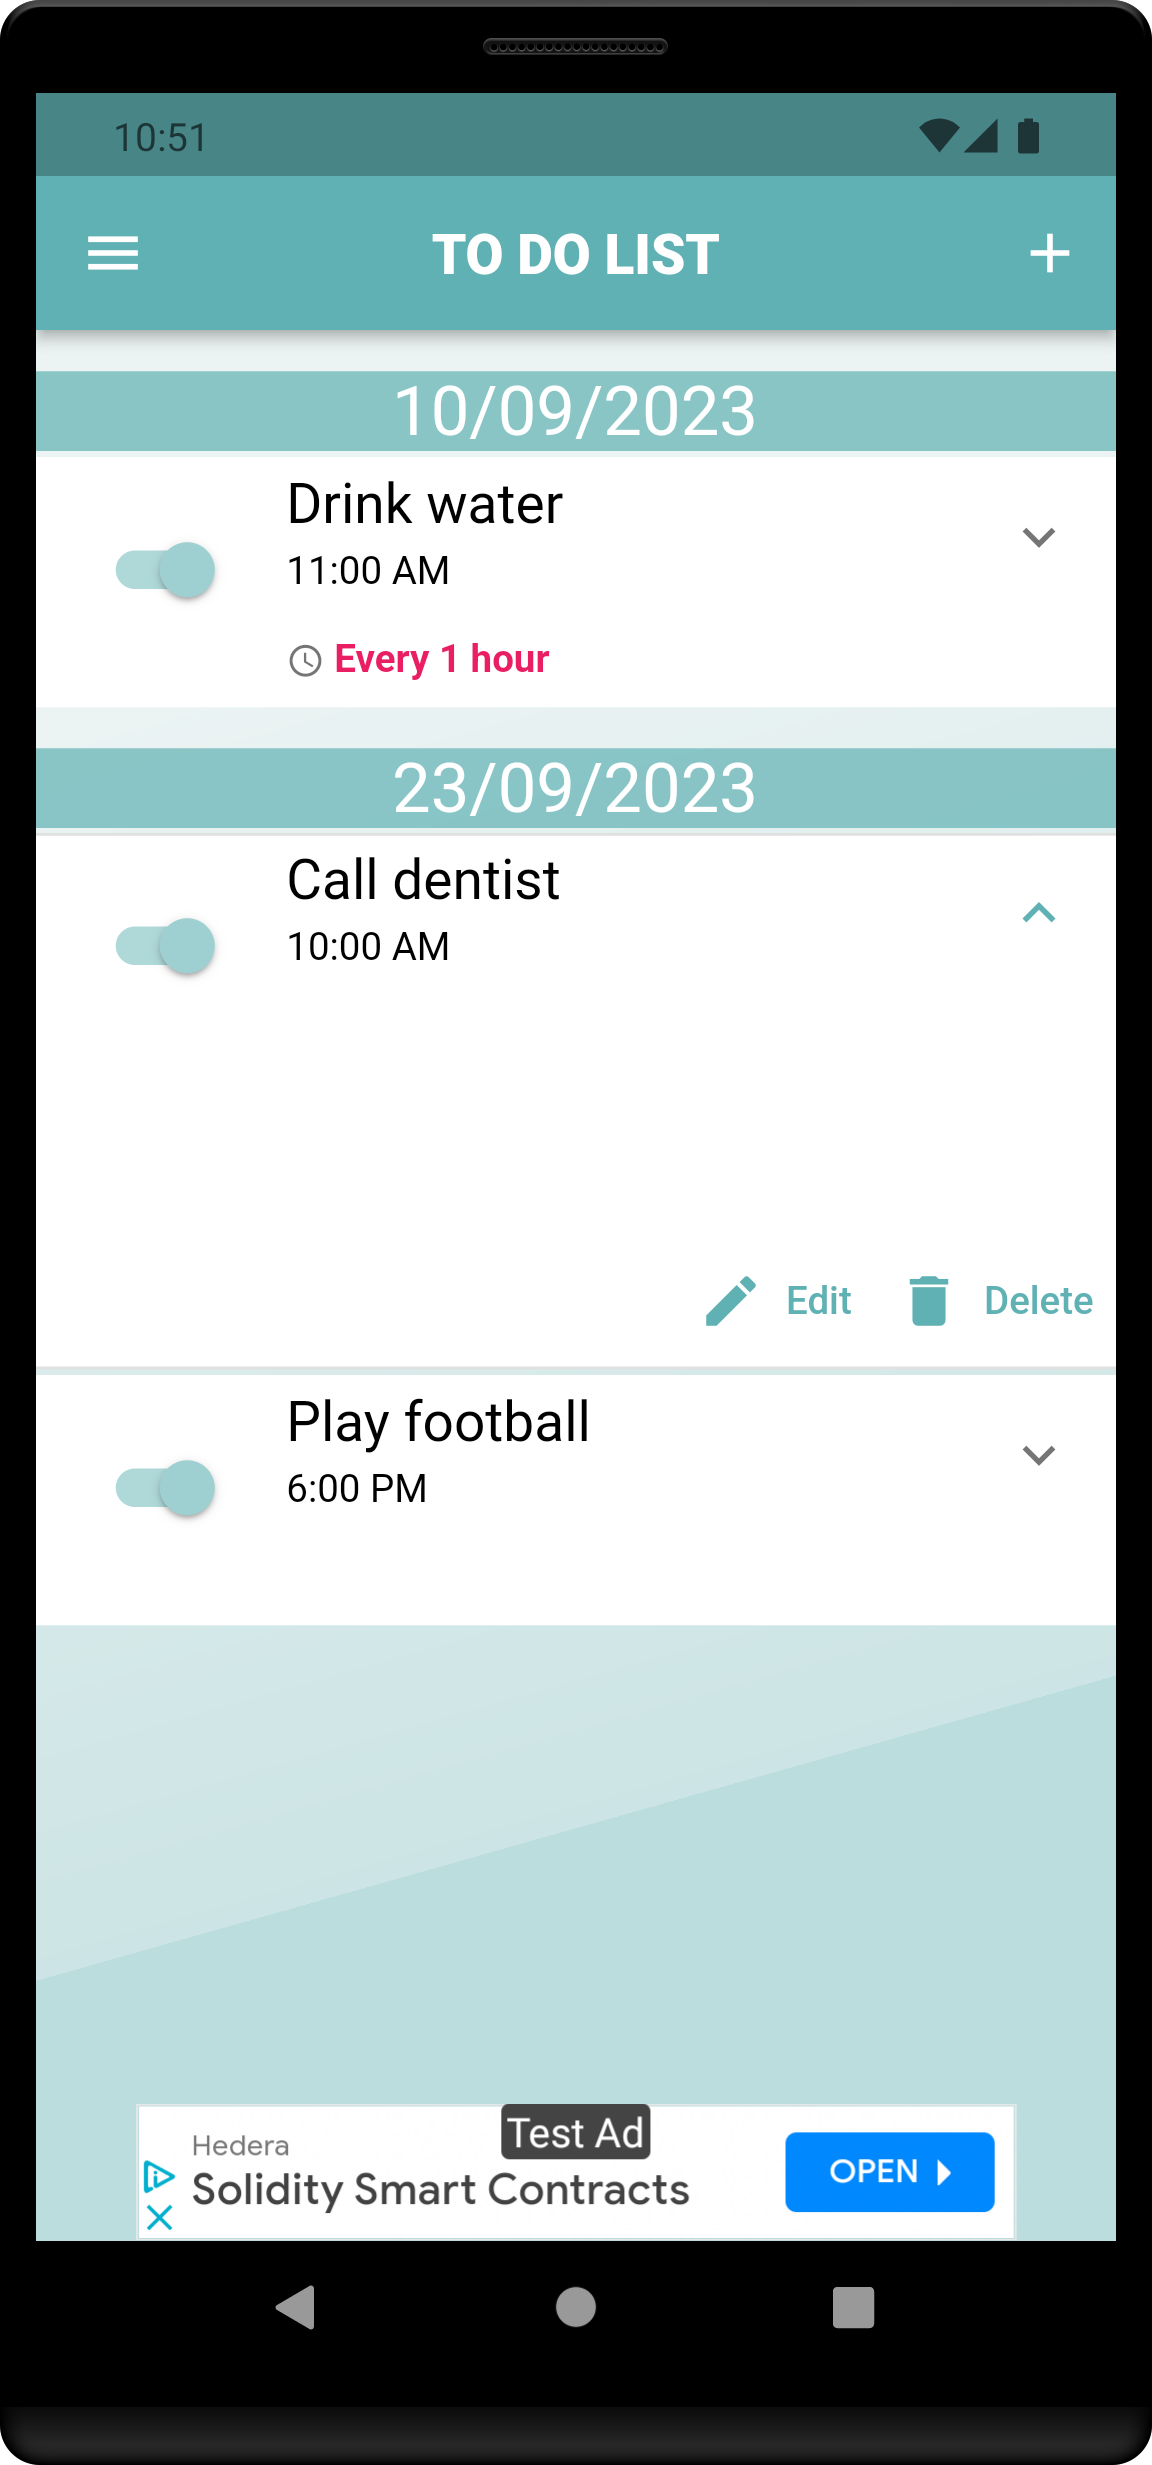 10:51
TO DO LIST
10/09/2023
Drink water
11:00 AM
Every 1 hour
23/09/2023
Call dentist
10:00 AM
Edit Delete
Play football
6:00 PM
Test Ad
Hedera
Solidity Smart Contracts
OPEN